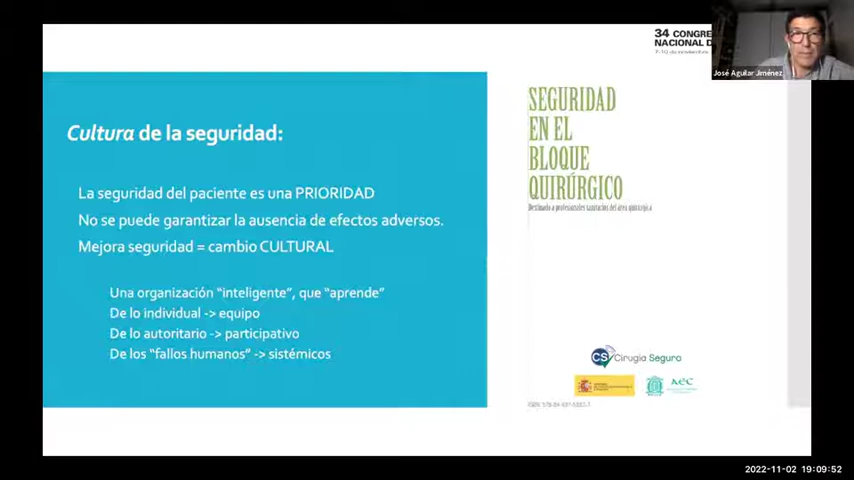 34 CONGRE
NACIONAL D
José Aguilar Jiménez
Cultura de la seguridad:
La seguridad del paciente es una PRIORIDAD
No se puede garantizar la ausencia de efectos adversos.
Mejora seguridad = cambio CULTURAL
Una organización “inteligente”, que “aprende”
De lo individual -> equipo
De lo autoritario -> participativo
De los “fallos humanos” -> sistémicos
SEGURIDAD
EN EL
BLOQUE
QUIRÚRGICO
Destinado a profesionales sanitarios del área quirúrgica
CS Cirugía Segura
AEC
2022-11-02 19:09:52